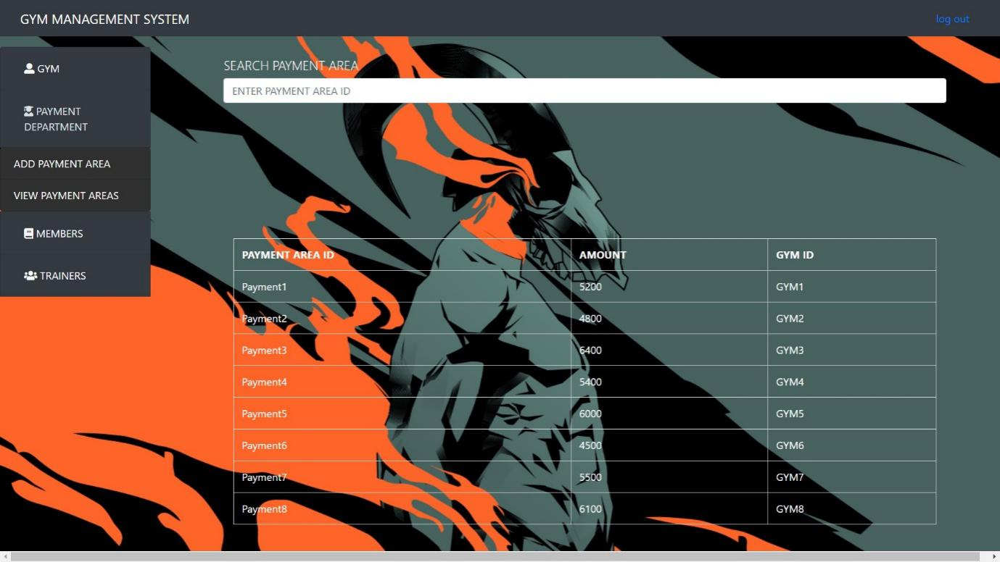 GYM MANAGEMENT SYSTEM
log out
GYM
PAYMENT
DEPARTMENT
ADD PAYMENT AREA
VIEW PAYMENT AREAS
MEMBERS
TRAINERS
SEARCH PAYMENT AREA
ENTER PAYMENT AREA ID
PAYMENT AREA ID AMOUNT GYM ID
Payment1 5200 GYM1
Payment2 4800 GYM2
Payment3 6400 GYM3
Payment4 5400 GYM4
Payment5 6000 GYM5
Payment6 4500 GYM6
Payment7 5500 GYM7
Payment8 6100 GYM8